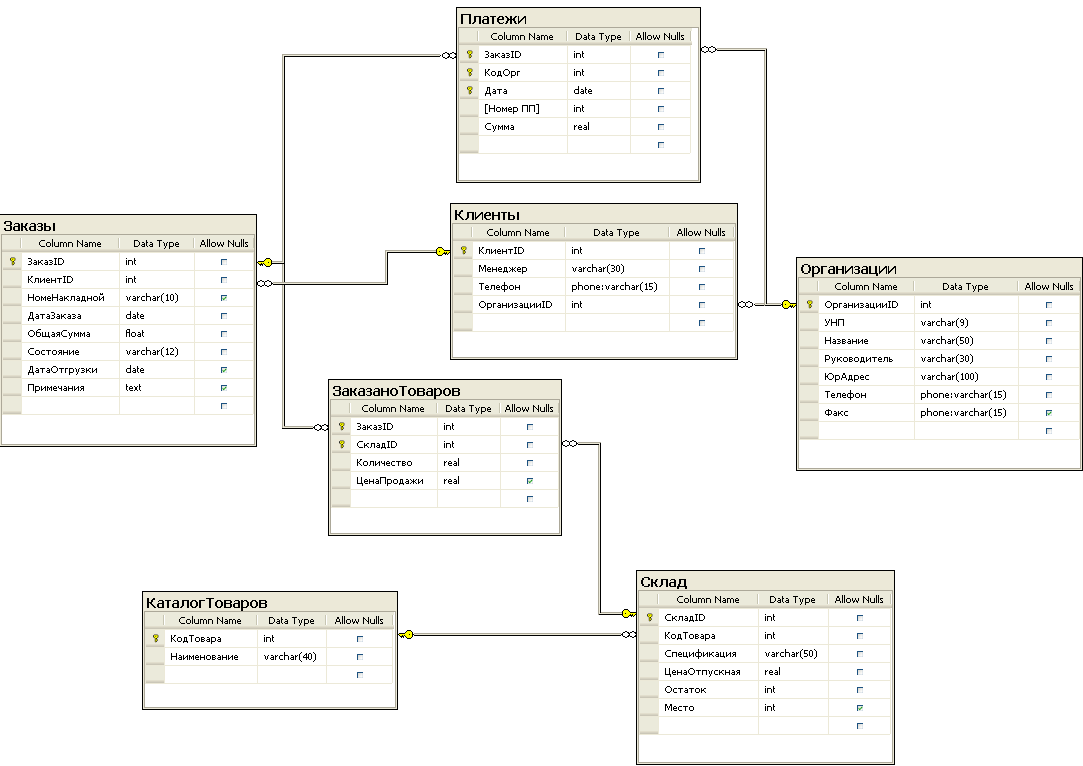 Платежи
Column Name Data Type Allow Nulls
ЗаказID int
КодОрг int
Дата date
[Номер ПП] int
Сумма real
Заказы
Column Name Data Type Allow Nulls
ЗаказID int
КлиентID int
НомеНакладной varchar(10)
ДатаЗаказа date
ОбщаяСумма float
Состояние varchar(12)
ДатаОтгрузки date
Примечания text
Клиенты
Column Name Data Type Allow Nulls
КлиентID int
Менеджер varchar(30)
Телефон phone:varchar(15)
ОрганизацииID int
Организации
Column Name Data Type Allow Nulls
ОрганизацииID int
УНП varchar(9)
Название varchar(50)
Руководитель varchar(30)
ЮрАдрес varchar(100)
Телефон phone:varchar(15)
Факс phone:varchar(15)
ЗаказаноТоваров
Column Name Data Type Allow Nulls
ЗаказID int
СкладID int
Количество real
ЦенаПродажи real
КаталогТоваров
Column Name Data Type Allow Nulls
КодТовара int
Наименование varchar(40)
Склад
Column Name Data Type Allow Nulls
СкладID int
КодТовара int
Спецификация varchar(50)
ЦенаОтпускная real
Остаток int
Место int